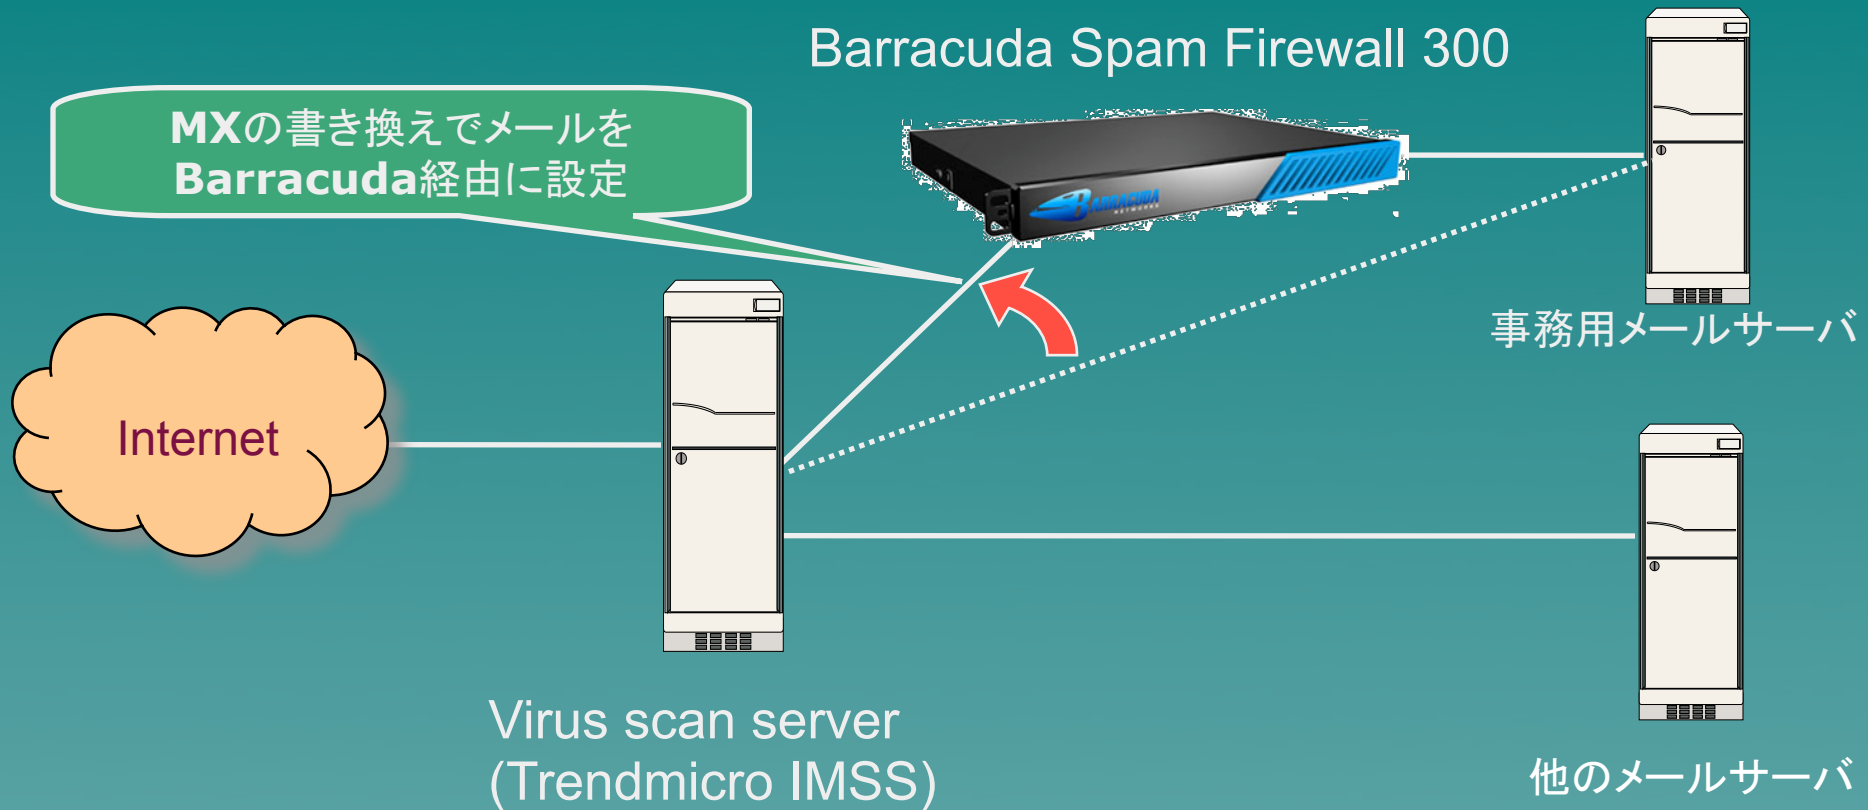 Barracuda Spam Firewall 300
MXの書き換えでメールを
Barracuda経由に設定
BARRACUDA
NETWORKS
事務用メールサーバ
Internet
Virus scan server
(Trendmicro IMSS)
他のメールサーバ